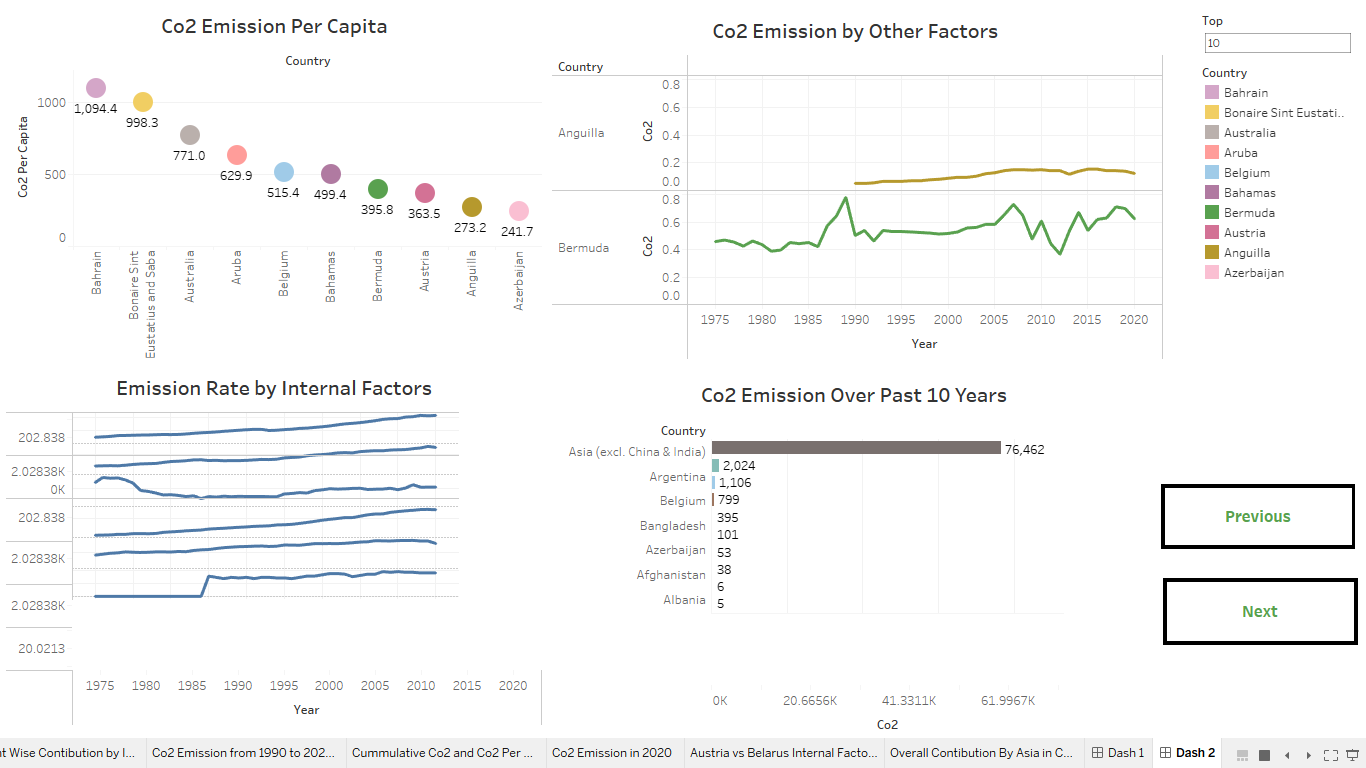 Co2 Emission Per Capita
Country
Co2 Per Capita
1000
500
0
1,094.4
998.3
771.0
629.9
515.4
499.4
395.8
363.5
273.2
241.7
Bahrain
Bonaire Sint
Eustatius and Saba
Australia
Aruba
Belgium
Bahamas
Bermuda
Austria
Anguilla
Azerbaijan
Co2 Emission by Other Factors
Country
Anguilla
Co2
0.8
0.6
0.4
0.2
0.0
Bermuda
Co2
0.8
0.6
0.4
0.2
0.0
1975 1980 1985 1990 1995 2000 2005 2010 2015 2020
Year
Top
10
Country
Bahrain
Bonaire Sint Eustati..
Australia
Aruba
Belgium
Bahamas
Bermuda
Austria
Anguilla
Azerbaijan
Emission Rate by Internal Factors
202.838
2.02838K
0K
202.838
2.02838K
2.02838K
20.0213
1975 1980 1985 1990 1995 2000 2005 2010 2015 2020
Year
Co2 Emission Over Past 10 Years
Country
Asia (excl. China & India) 76,462
2,024
Argentina 1,106
Belgium 799
395
Bangladesh 101
Azerbaijan 53
38
Afghanistan 6
Albania 5
0K 20.6656K 41.3311K 61.9967K
Co2
Previous
Next
nt Wise Contibution by I...
Co2 Emission from 1990 to 202...
Cummulative Co2 and Co2 Per ...
Co2 Emission in 2020
Austria vs Belarus Internal Facto...
Overall Contibution By Asia in C...
Dash 1
Dash 2